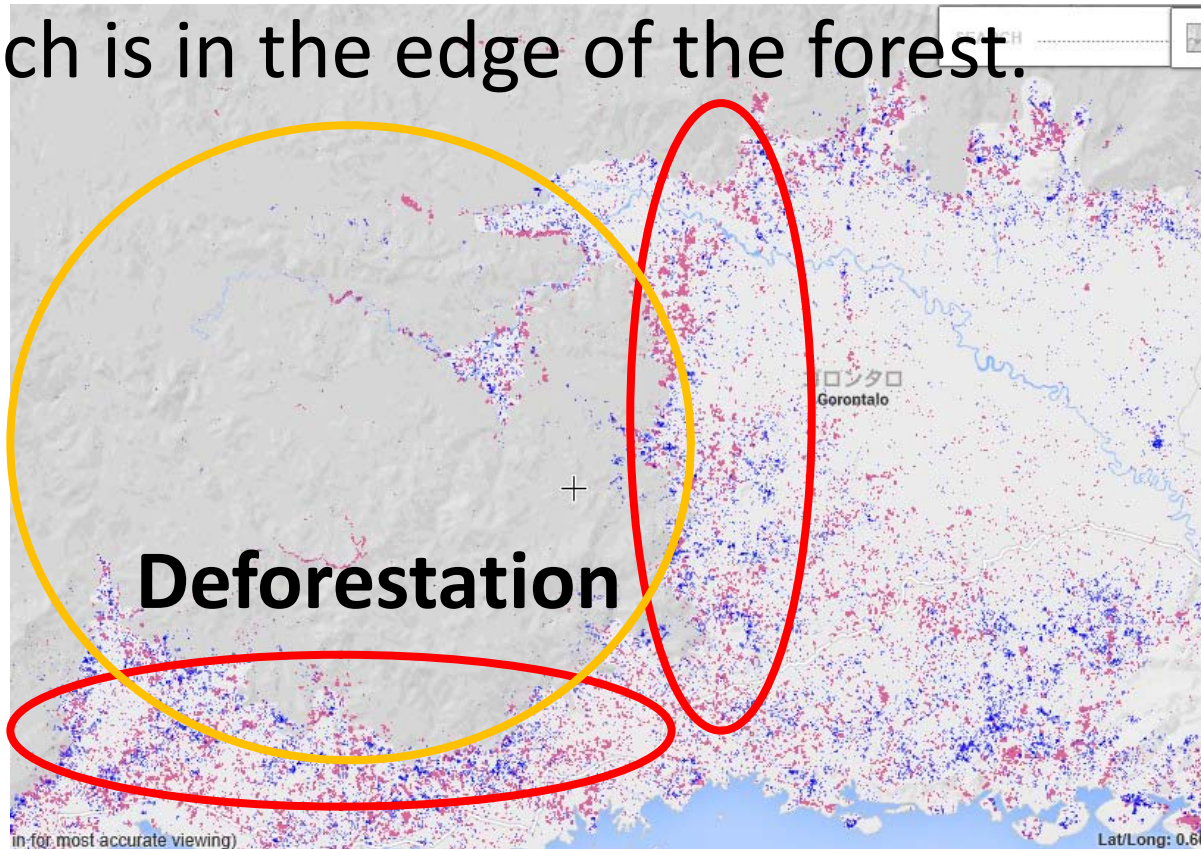 ch is in the edge of the forest.
SEARCH
ゴロンタロ
Gorontalo
Deforestation
in for most accurate viewing)
Lat/Long: 0.6